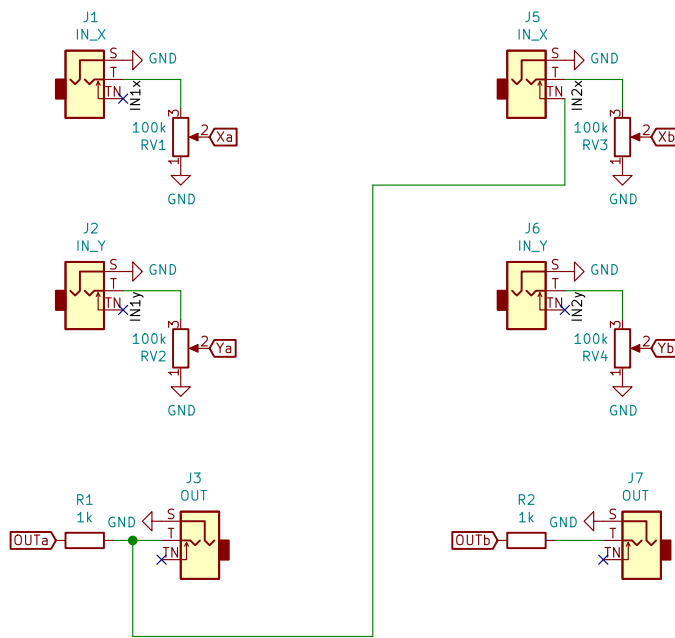 J1
IN_X
S
GND
T
TN
IN1x
3
100k
RV1
2
Xa
1
GND
J5
IN_X
S
GND
T
TN
IN2x
3
100k
RV3
2
Xb
1
GND
J2
IN_Y
S
GND
T
TN
IN1y
3
100k
RV2
2
Ya
1
GND
J6
IN_Y
S
GND
T
TN
IN2y
3
100k
RV4
2
Yb
1
GND
J3
OUT
R1
1k
GND
S
T
TN
OUTa
J7
OUT
R2
1k
GND
S
T
TN
OUTb